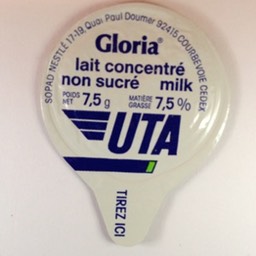 SOPAD NESTLÉ 17-19, Quai Paul Doumer 92415 COURBEVOIE CEDEX
Gloria®
lait concentré
non sucré milk
POIDS NET 7,5 g MATIÈRE GRASSE 7,5 %
UTA
TIREZ ICI